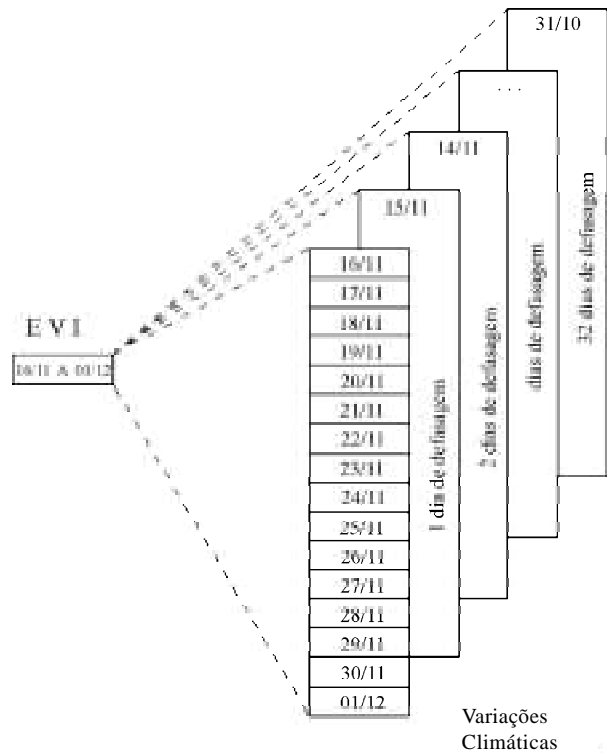 31/10
. . .
14/11
15/11
16/11
17/11
18/11
19/11
20/11
21/11
22/11
23/11
24/11
25/11
26/11
27/11
28/11
29/11
30/11
01/12
E V I
16/11 A 01/12
1 dia de defasagem
2 dias de defasagem
dias de defasagem
32 dias de defasagem
Variações
Climáticas